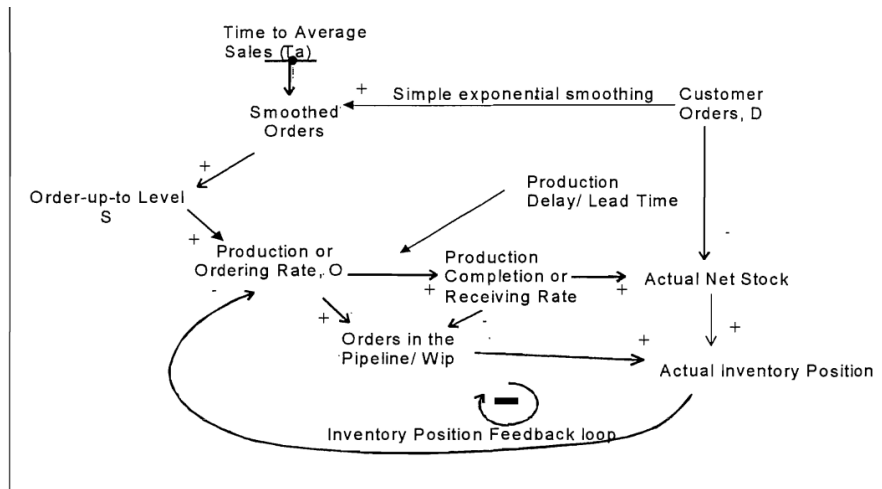 Time to Average
Sales (Ta)
+
Simple exponential smoothing
Customer
Orders, D
Smoothed
Orders
+
Order-up-to Level
S
Production
Delay/ Lead Time
+
-
Production or
Ordering Rate, O
Production
Completion or
Receiving Rate
Actual Net Stock
-
+
+
+
-
+
+
Orders in the
Pipeline/ Wip
Actual Inventory Position
Inventory Position Feedback loop